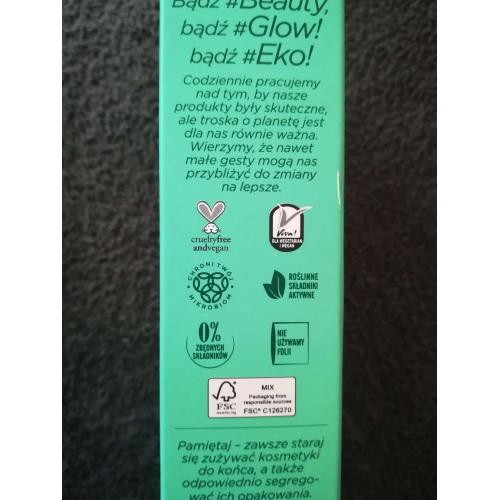 Bądź #Beauty,
bądź #Glow!
bądź #Eko!
Codziennie pracujemy
nad tym, by nasze
produkty były skuteczne,
ale troska o planetę jest
dla nas równie ważna.
Wierzymy, że nawet
małe gesty mogą nas
przybliżyć do zmiany
na lepsze.
crueltyfree
andvegan
Viva!
DLA WEGETARIAN
I WEGAN
CHRONI TWÓJ
MIKROBIOM
ROŚLINNE
SKŁADNIKI
AKTYWNE
0%
ZBĘDNYCH
SKŁADNIKÓW
NIE
UŻYWAMY
FOLII
FSC
www.fsc.org
MIX
Packaging from
responsible sources
FSC® C126270
Pamiętaj – zawsze staraj
się zużywać kosmetyki
do końca, a także
odpowiednio segrego-
wać ich opakowania.